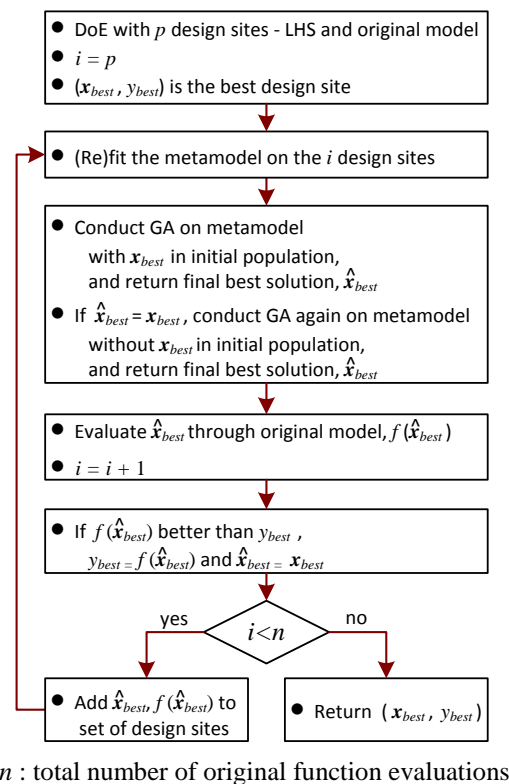 ● DoE with p design sites - LHS and original model
● i = p
● (x_best , y_best) is the best design site
● (Re)fit the metamodel on the i design sites
● Conduct GA on metamodel
with x_best in initial population,
and return final best solution, x̂_best
● If x̂_best = x_best , conduct GA again on metamodel
without x_best in initial population,
and return final best solution, x̂_best
● Evaluate x̂_best through original model, f (x̂_best )
● i = i + 1
● If f (x̂_best) better than y_best ,
y_best = f (x̂_best) and x̂_best = x_best
yes
i<n
no
● Add x̂_best, f (x̂_best) to
set of design sites
● Return ( x_best , y_best )
n : total number of original function evaluations